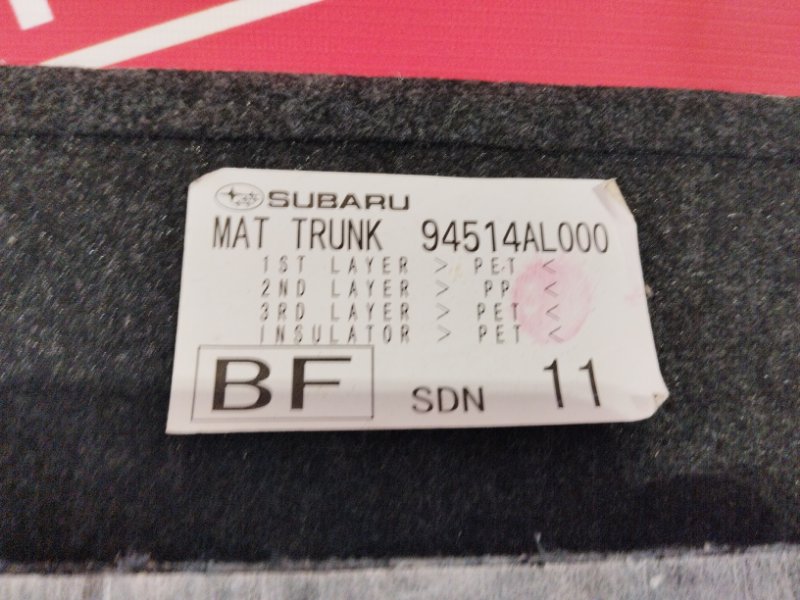 SUBARU
MAT TRUNK 94514AL000
1ST LAYER > PET <
2ND LAYER > PP <
3RD LAYER > PET <
INSULATOR > PET <
BF SDN 11